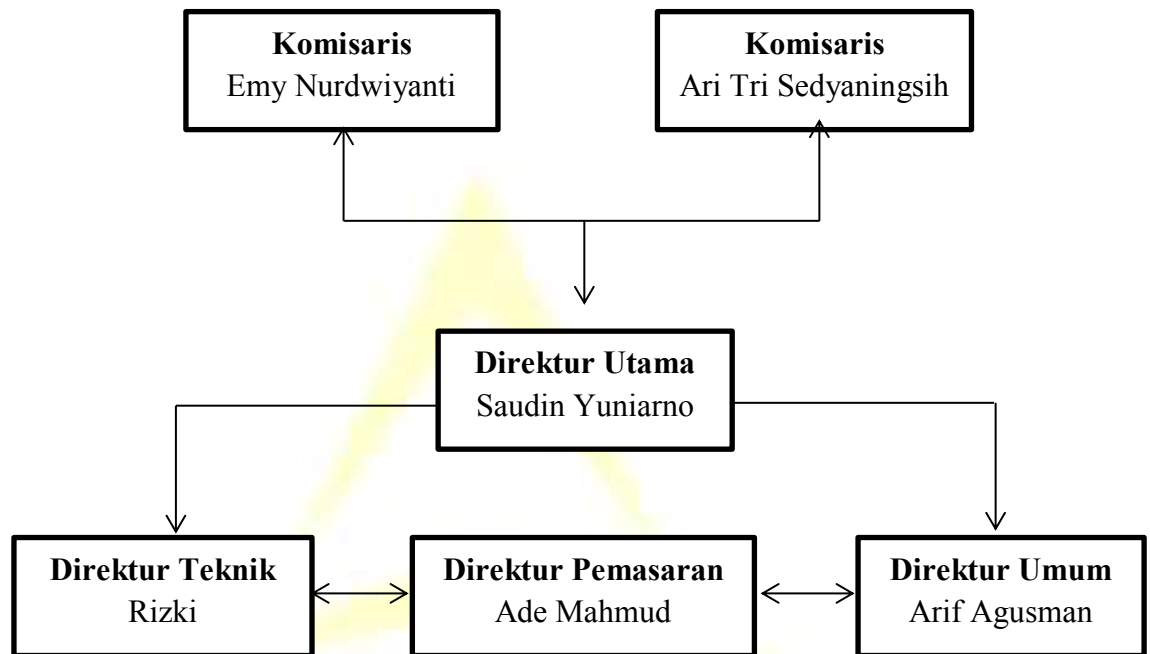 Komisaris
Emy Nurdwiyanti
Komisaris
Ari Tri Sedyaningsih
Direktur Utama
Saudin Yuniarno
Direktur Teknik
Rizki
Direktur Pemasaran
Ade Mahmud
Direktur Umum
Arif Agusman